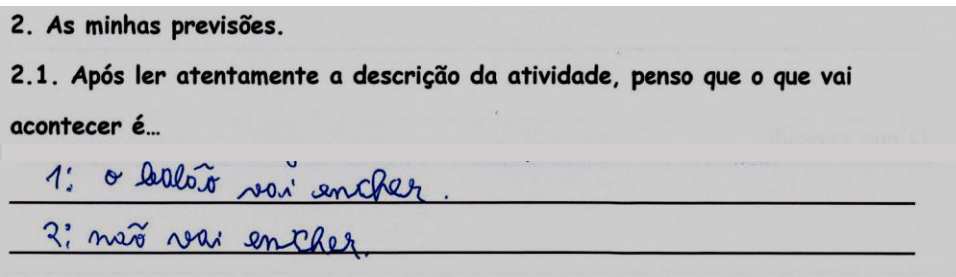 2. As minhas previsões.
2.1. Após ler atentamente a descrição da atividade, penso que o que vai
acontecer é...
1: o balão vai encher.
2: não vai encher.